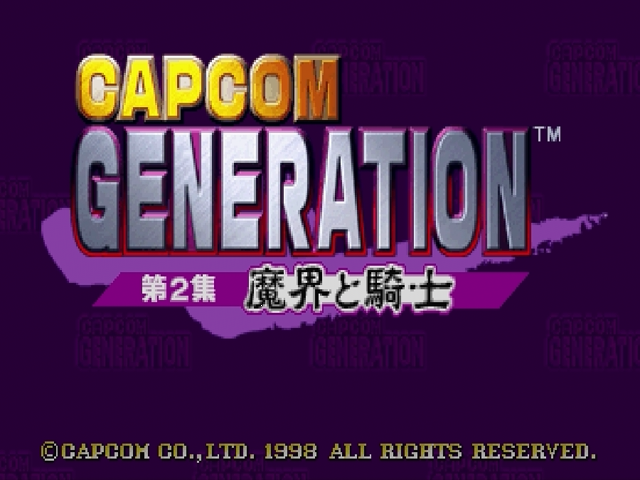 CAPCOM
GENERATION™
第2集 魔界と騎士
©CAPCOM CO.,LTD. 1998 ALL RIGHTS RESERVED.